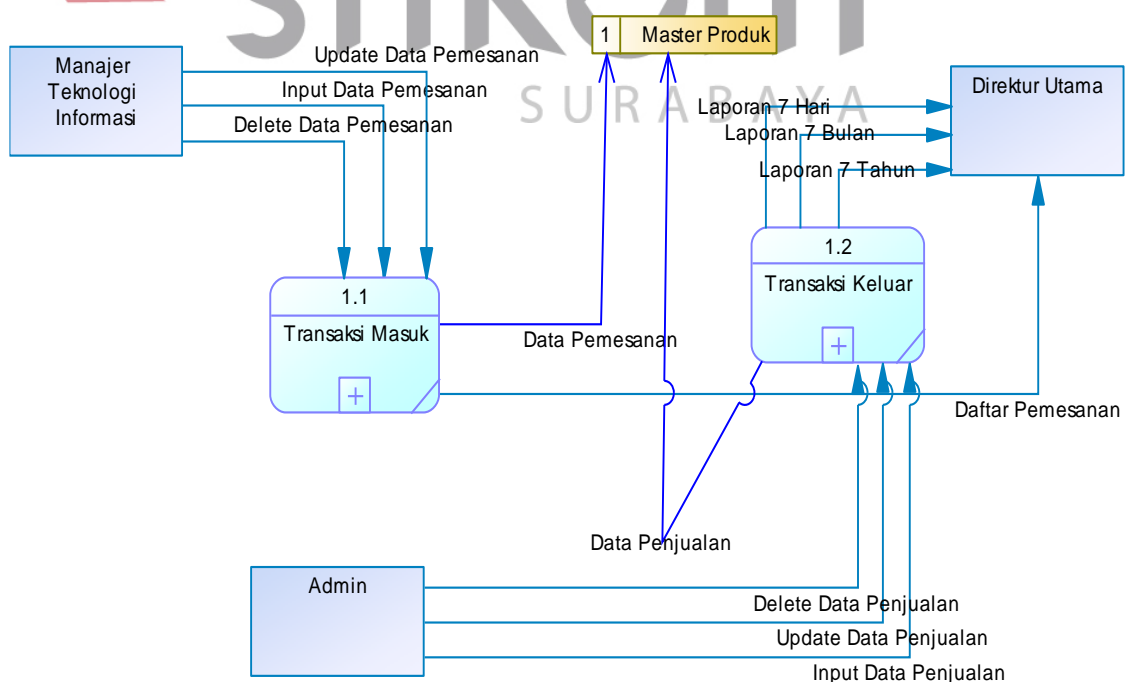 1 Master Produk
Manajer
Teknologi
Informasi
Update Data Pemesanan
Input Data Pemesanan
Delete Data Pemesanan
SURABAYA
Direktur Utama
Laporan 7 Hari
Laporan 7 Bulan
Laporan 7 Tahun
1.2
Transaksi Keluar
1.1
Transaksi Masuk
Data Pemesanan
Daftar Pemesanan
Data Penjualan
Admin
Delete Data Penjualan
Update Data Penjualan
Input Data Penjualan